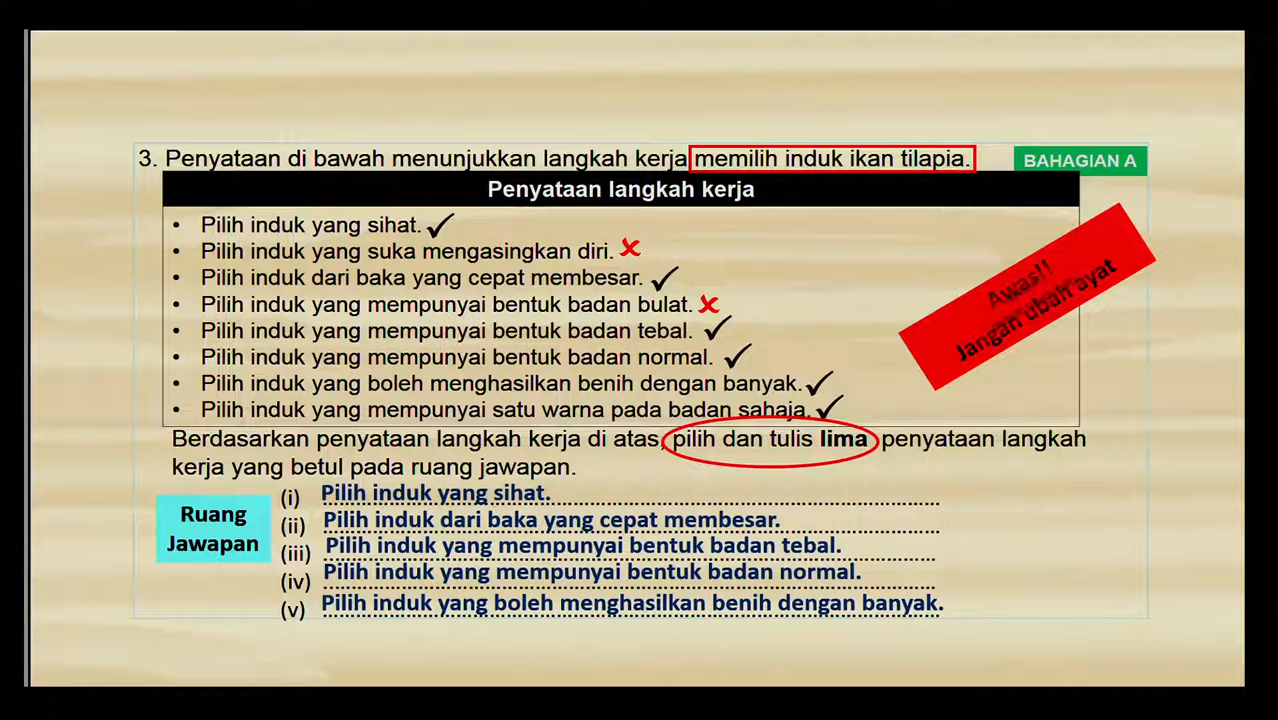 3. Penyataan di bawah menunjukkan langkah kerja memilih induk ikan tilapia.
BAHAGIAN A
Penyataan langkah kerja
• Pilih induk yang sihat.
• Pilih induk yang suka mengasingkan diri.
• Pilih induk dari baka yang cepat membesar.
• Pilih induk yang mempunyai bentuk badan bulat.
• Pilih induk yang mempunyai bentuk badan tebal.
• Pilih induk yang mempunyai bentuk badan normal.
• Pilih induk yang boleh menghasilkan benih dengan banyak.
• Pilih induk yang mempunyai satu warna pada badan sahaja.
Awas!!
Jangan ubah ayat
Berdasarkan penyataan langkah kerja di atas, pilih dan tulis lima penyataan langkah
kerja yang betul pada ruang jawapan.
Ruang
Jawapan
(i) Pilih induk yang sihat.
(ii) Pilih induk dari baka yang cepat membesar.
(iii) Pilih induk yang mempunyai bentuk badan tebal.
(iv) Pilih induk yang mempunyai bentuk badan normal.
(v) Pilih induk yang boleh menghasilkan benih dengan banyak.